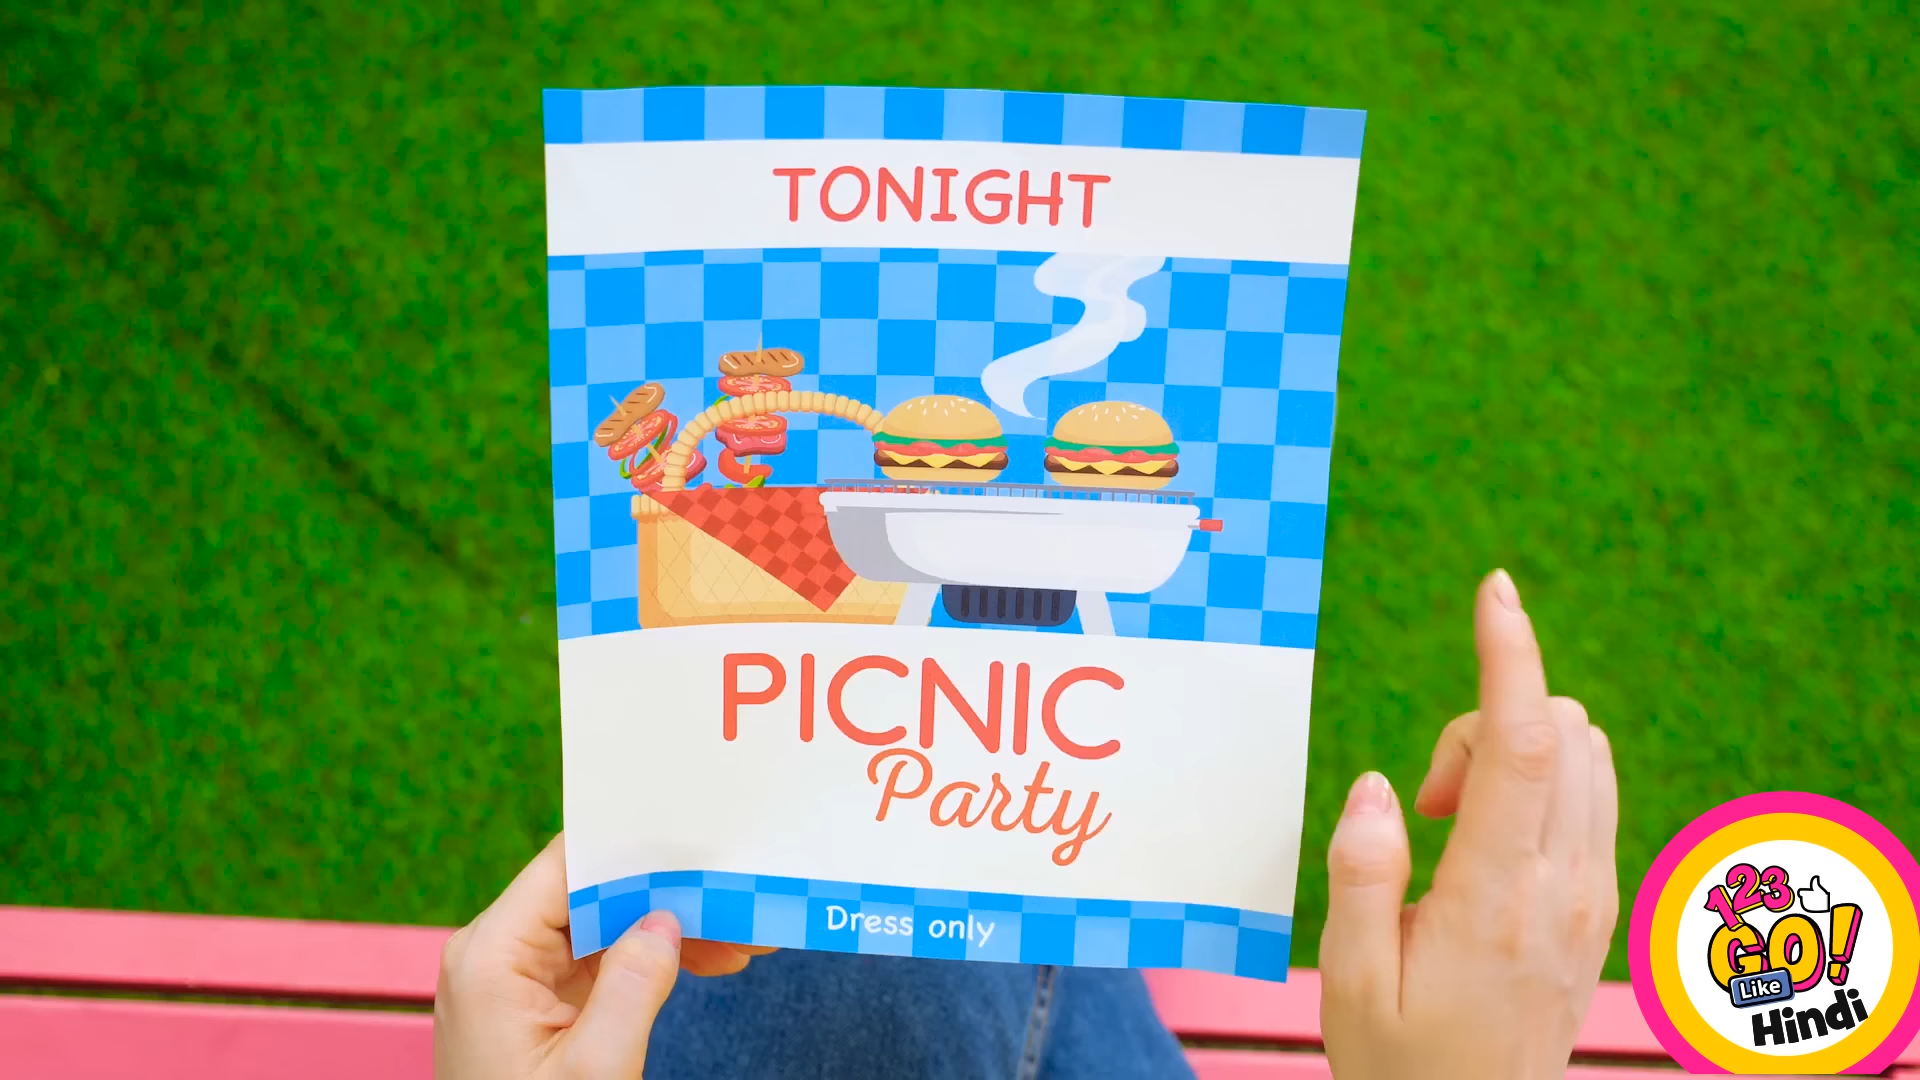 TONIGHT
PICNIC
Party
Dress only
123
GO!
Like
Hindi